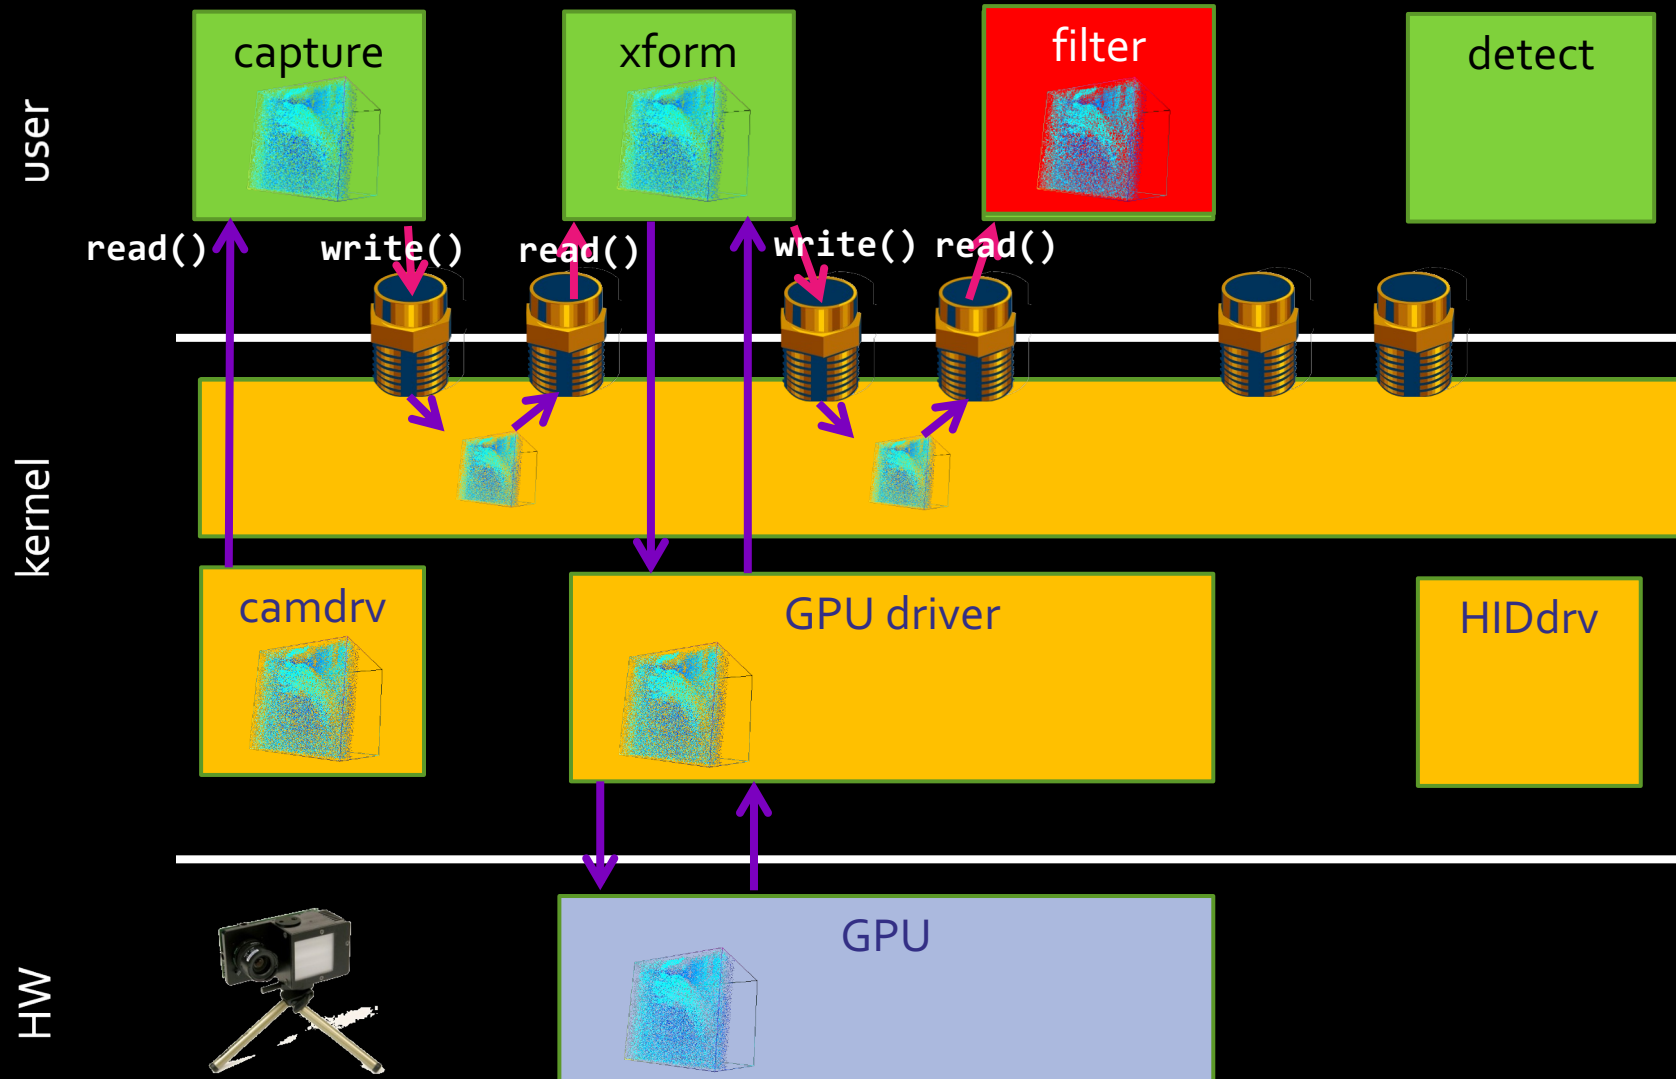 user
capture
xform
filter
detect
read()
write()
read()
write()
read()
kernel
camdrv
GPU driver
HIDdrv
HW
GPU